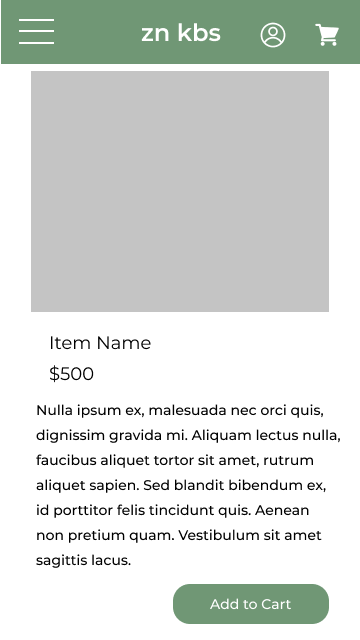 zn kbs
Item Name
$500
Nulla ipsum ex, malesuada nec orci quis,
dignissim gravida mi. Aliquam lectus nulla,
faucibus aliquet tortor sit amet, rutrum
aliquet sapien. Sed blandit bibendum ex,
id porttitor felis tincidunt quis. Aenean
non pretium quam. Vestibulum sit amet
sagittis lacus.
Add to Cart